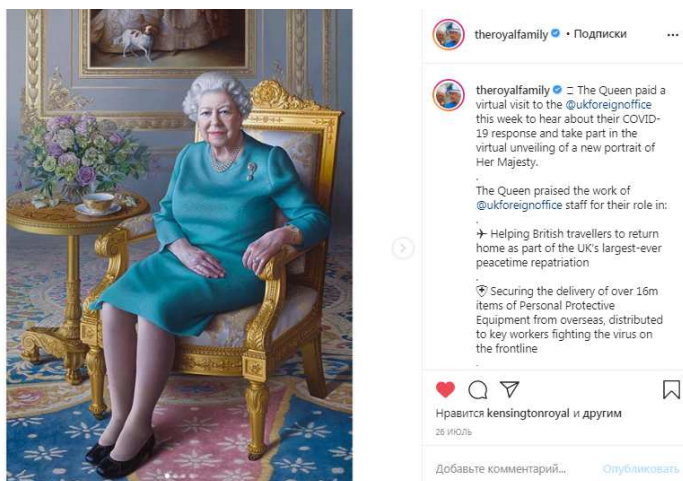 theroyalfamily • Подписки
theroyalfamily The Queen paid a
virtual visit to the @ukforeignoffice
this week to hear about their COVID-
19 response and take part in the
virtual unveiling of a new portrait of
Her Majesty.
.
The Queen praised the work of
@ukforeignoffice staff for their role in:
.
✈ Helping British travellers to return
home as part of the UK's largest-ever
peacetime repatriation
.
Securing the delivery of over 16m
items of Personal Protective
Equipment from overseas, distributed
to key workers fighting the virus on
the frontline
.
Нравится kensingtonroyal и другим
26 ИЮЛЬ
Добавьте комментарий...
Опубликовать